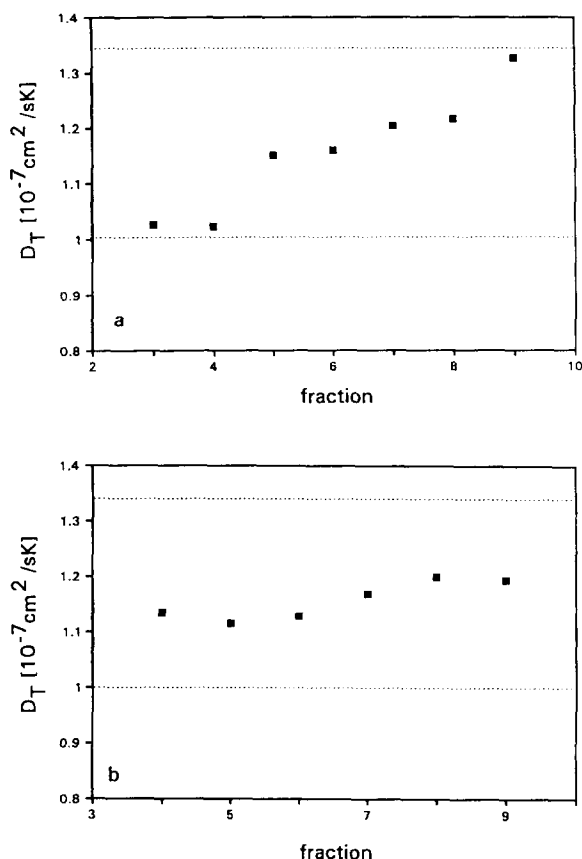 1.4
1.3
1.2
1.1
1
0.9
0.8
D_T [10^-7 cm^2/sK]
a
2 4 6 8 10
fraction
1.4
1.3
1.2
1.1
1
0.9
0.8
D_T [10^-7 cm^2/sK]
b
3 5 7 9
fraction